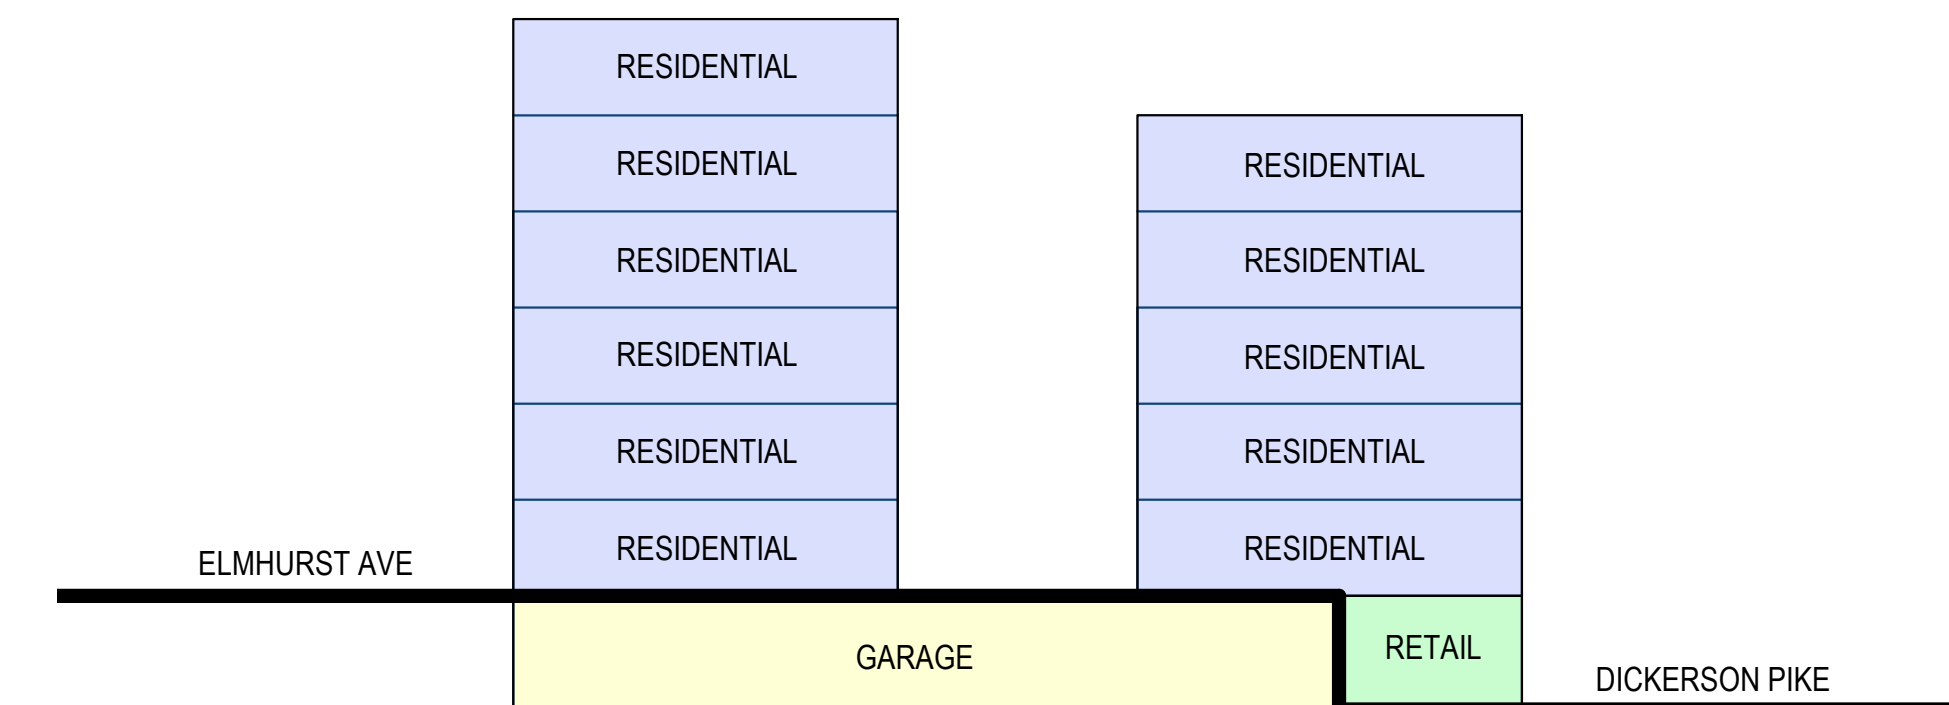 RESIDENTIAL
RESIDENTIAL
RESIDENTIAL
RESIDENTIAL
RESIDENTIAL
RESIDENTIAL
RESIDENTIAL
RESIDENTIAL
RESIDENTIAL
RESIDENTIAL
RESIDENTIAL
ELMHURST AVE
GARAGE
RETAIL
DICKERSON PIKE